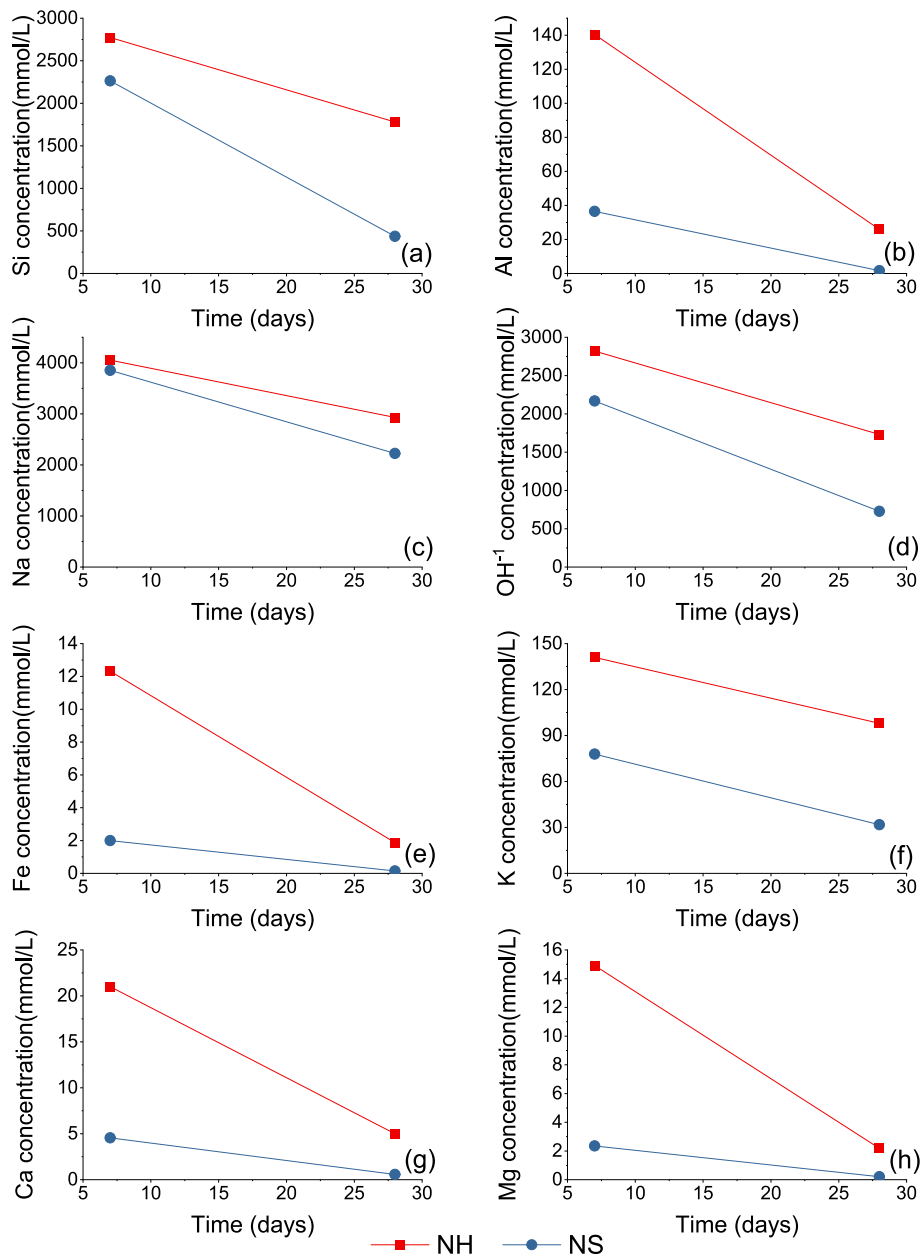 3000
2500
2000
1500
1000
500
0
5 10 15 20 25 30
Si concentration(mmol/L)
Time (days)
(a)
140
120
100
80
60
40
20
0
5 10 15 20 25 30
Al concentration(mmol/L)
Time (days)
(b)
4000
3000
2000
1000
0
5 10 15 20 25 30
Na concentration(mmol/L)
Time (days)
(c)
3000
2500
2000
1500
1000
500
0
5 10 15 20 25 30
OH⁻¹ concentration(mmol/L)
Time (days)
(d)
14
12
10
8
6
4
2
0
5 10 15 20 25 30
Fe concentration(mmol/L)
Time (days)
(e)
150
120
90
60
30
0
5 10 15 20 25 30
K concentration(mmol/L)
Time (days)
(f)
25
20
15
10
5
0
5 10 15 20 25 30
Ca concentration(mmol/L)
Time (days)
(g)
16
14
12
10
8
6
4
2
0
5 10 15 20 25 30
Mg concentration(mmol/L)
Time (days)
(h)
NH NS